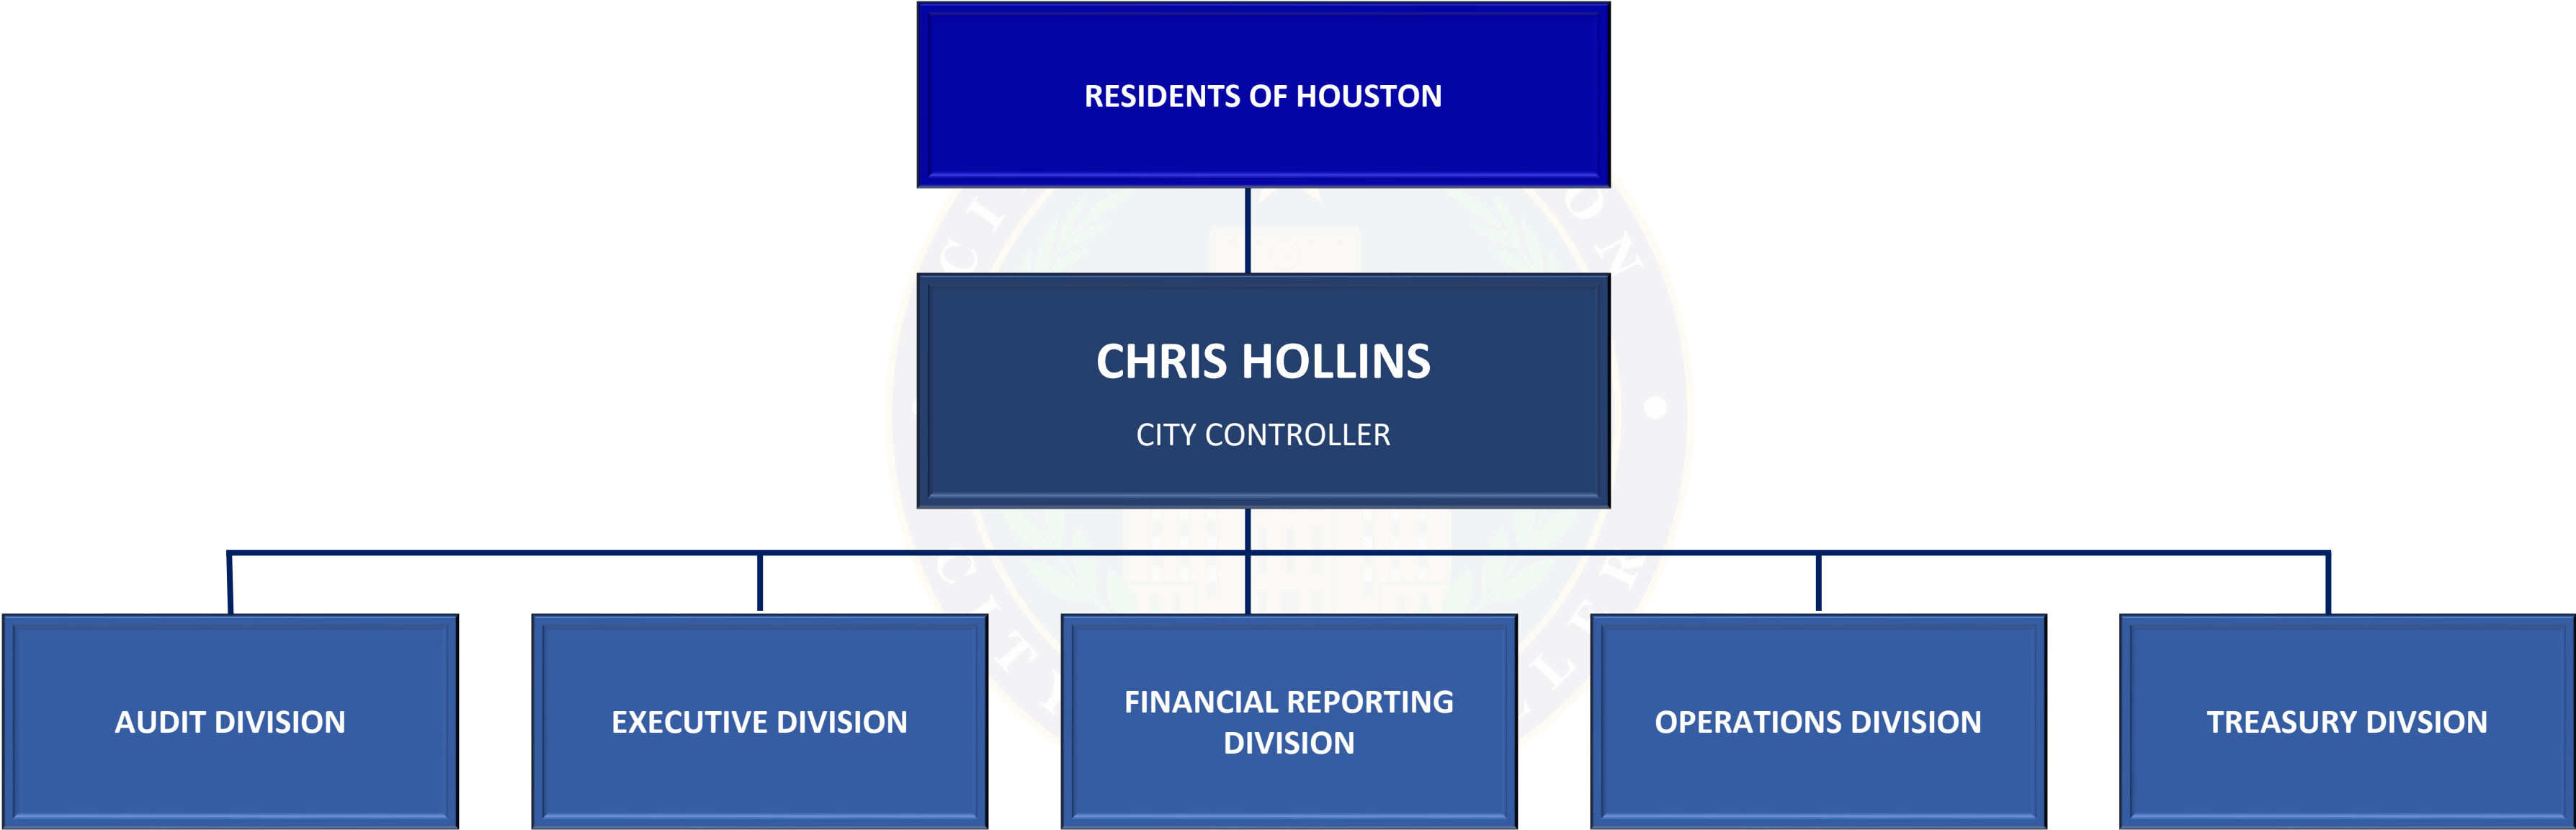 RESIDENTS OF HOUSTON
CHRIS HOLLINS
CITY CONTROLLER
AUDIT DIVISION
EXECUTIVE DIVISION
FINANCIAL REPORTING
DIVISION
OPERATIONS DIVISION
TREASURY DIVSION